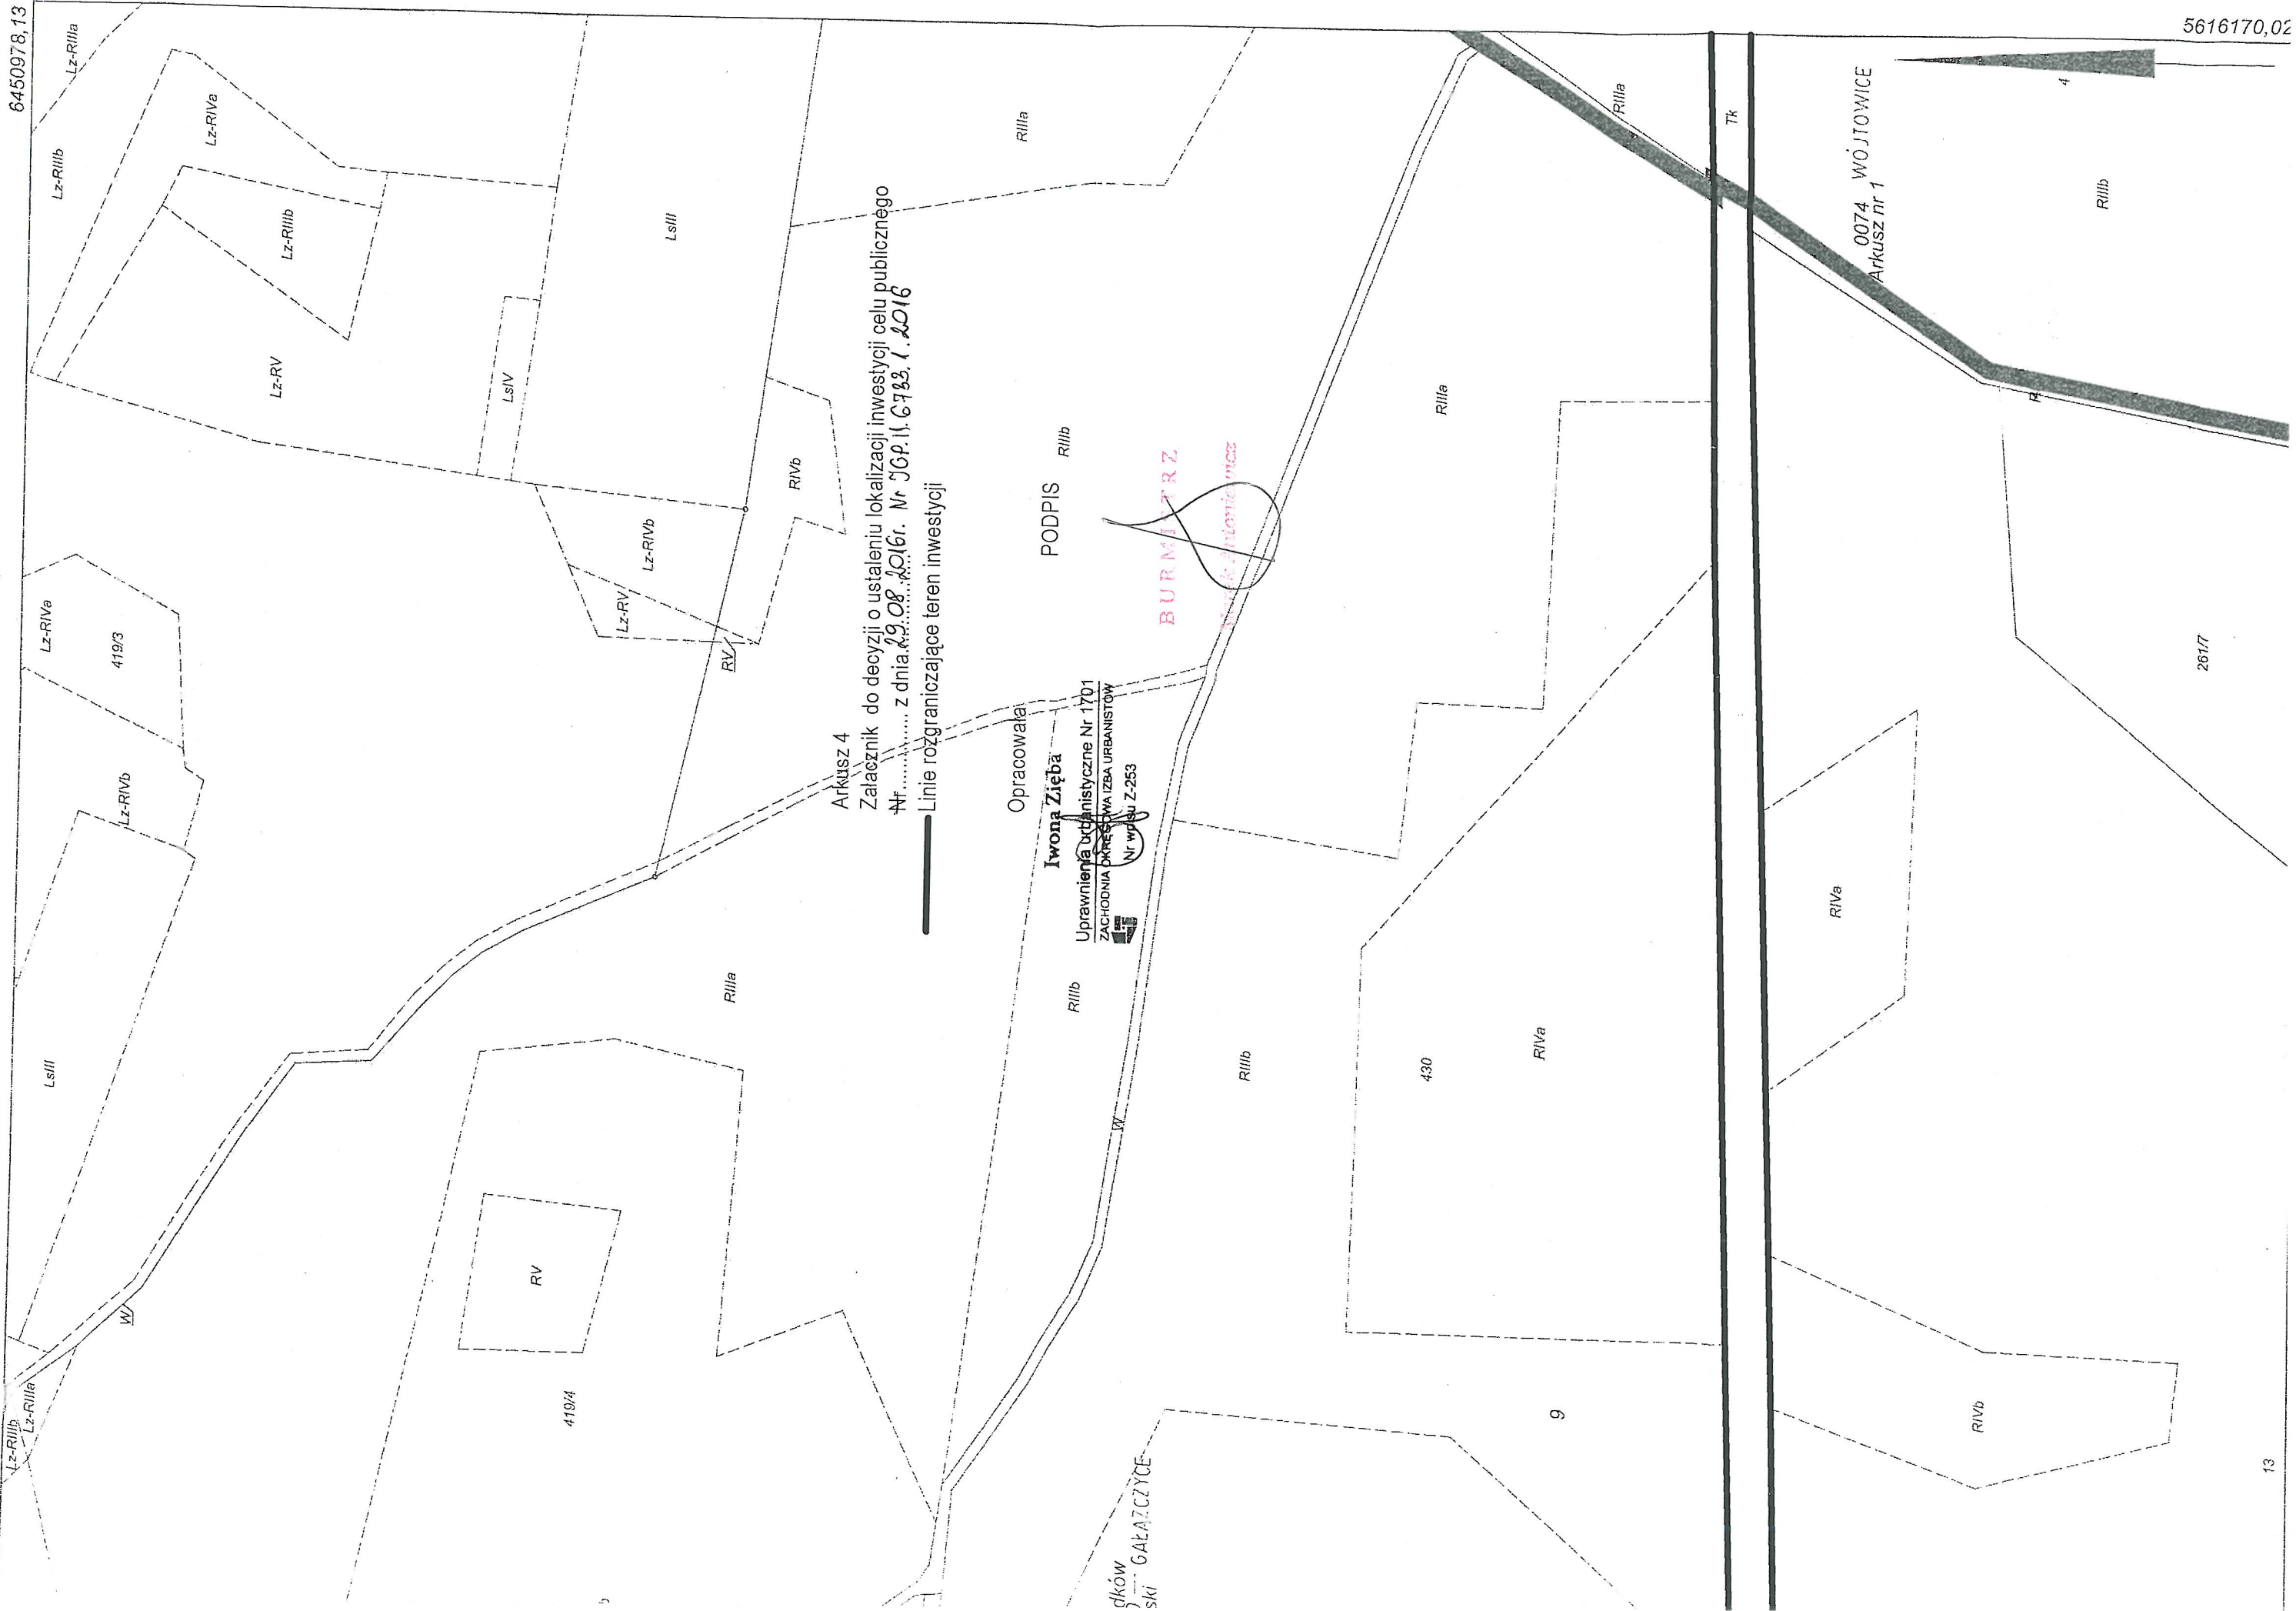 6450978,13
5616170,02
Lz-RIIIa
Lz-RIIIb
Lz-RIVa
Lz-RIIIb
Lz-RV
LsIV
LsIII
RIIIa
RIIIa
Tk
4
0074 WÓJTOWICE
Arkusz nr 1
RIIIb
Lz-RIVa
419/3
Lz-RIVb
LsIII
Lz-RIVb
Lz-RV
RV
RIVb
Arkusz 4
Załacznik do decyzji o ustaleniu lokalizacji inwestycji celu publicznego
Nr............. z dnia 29.08.2016r. Nr IGP.II.6733.1.2016
Linie rozgraniczające teren inwestycji
Opracowała
PODPIS
RIIIb
Iwona Zięba
Uprawnienia urbanistyczne Nr 1701
ZACHODNIA OKRĘGOWA IZBA URBANISTÓW
Nr wpisu Z-253
BURMISTRZ
RIIIa
RIIIa
RIIIb
W
RIIIb
430
RIVa
RIVa
261/7
W
Lz-RIIIb
Lz-RIIIa
RV
419/4
dków
GAŁĄZCZYCE
ski
9
RIVb
13